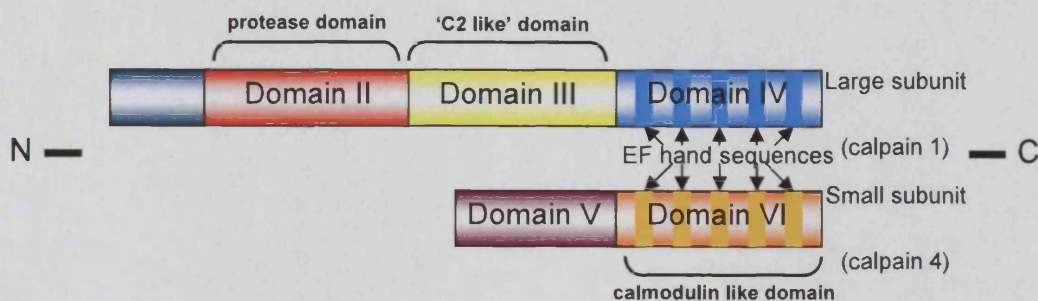 protease domain
'C2 like' domain
Domain II
Domain III
Domain IV
Large subunit
N
EF hand sequences
(calpain 1)
C
Domain V
Domain VI
Small subunit
(calpain 4)
calmodulin like domain